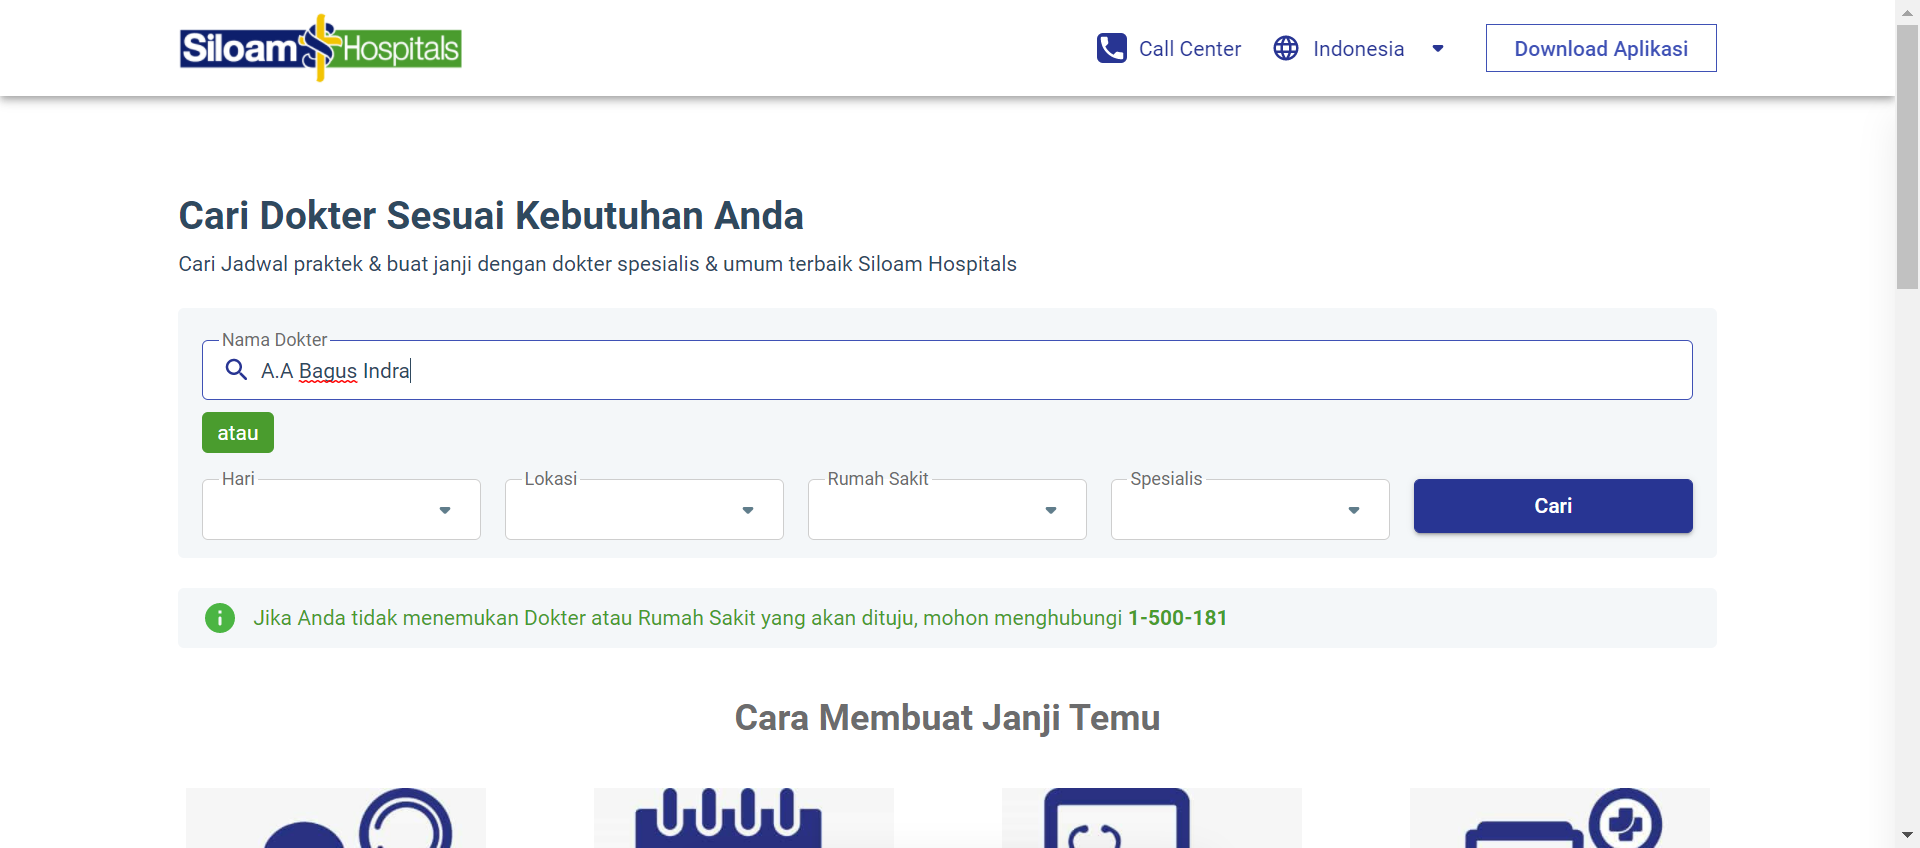 Siloam Hospitals
Call Center
Indonesia
Download Aplikasi
Cari Dokter Sesuai Kebutuhan Anda
Cari Jadwal praktek & buat janji dengan dokter spesialis & umum terbaik Siloam Hospitals
Nama Dokter
A.A Bagus Indra
atau
Hari
Lokasi
Rumah Sakit
Spesialis
Cari
Jika Anda tidak menemukan Dokter atau Rumah Sakit yang akan dituju, mohon menghubungi 1-500-181
Cara Membuat Janji Temu